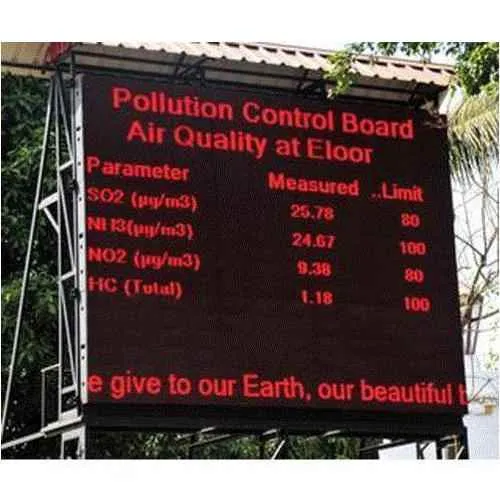 Pollution Control Board
Air Quality at Eloor
Parameter Measured ..Limit
SO2 (µg/m3) 25.78 80
NH3(µg/m3) 24.67 100
NO2 (µg/m3) 9.38 80
HC (Total) 1.18 100
e give to our Earth, our beautiful